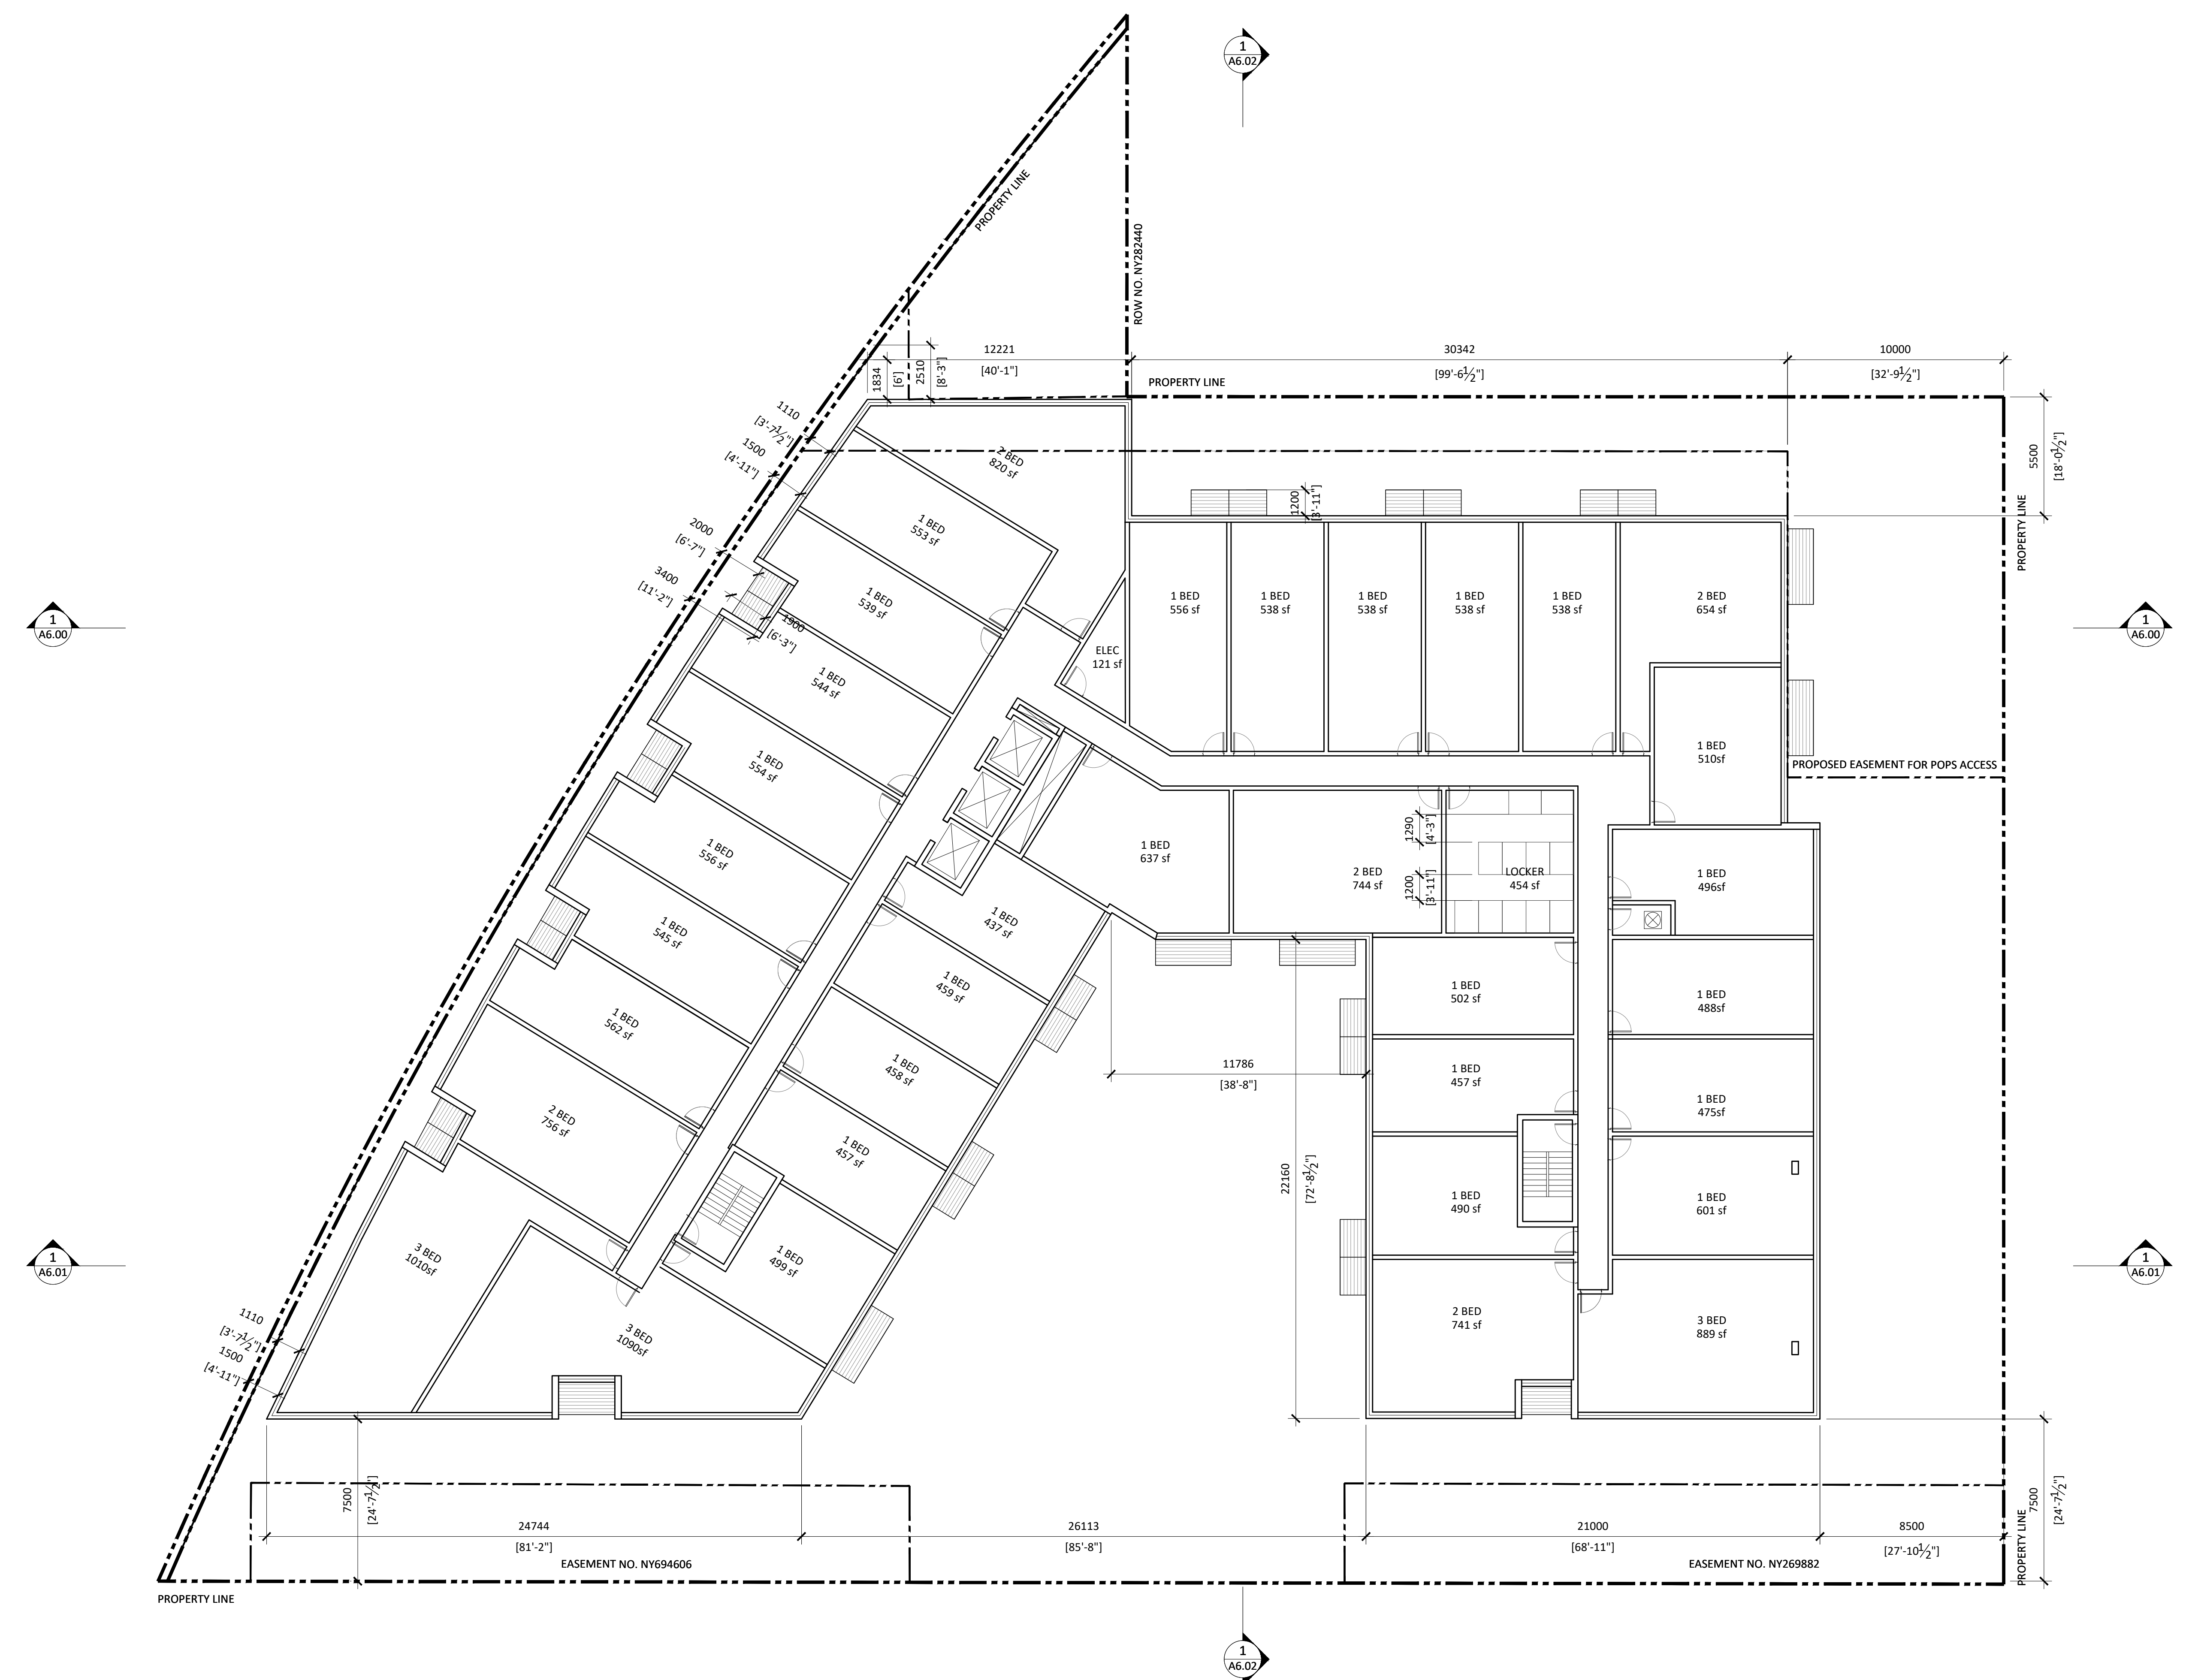 1
A6.02
PROPERTY LINE
ROW NO. NY282440
12221
[40'-1"]
30342
[99'-6½"]
10000
[32'-9½"]
1834
[6']
2510
[8'-3"]
PROPERTY LINE
5500
[18'-0½"]
PROPERTY LINE
1110
[3'-7½"]
1500
[4'-11"]
2000
[6'-7"]
3400
[11'-2"]
1900
[6'-3"]
1200
[3'-11"]
2 BED
820 sf
1 BED
553 sf
1 BED
539 sf
1 BED
544 sf
1 BED
554 sf
1 BED
556 sf
1 BED
545 sf
1 BED
562 sf
2 BED
756 sf
3 BED
1010sf
3 BED
1090sf
1 BED
499 sf
1 BED
457 sf
1 BED
458 sf
1 BED
459 sf
1 BED
437 sf
ELEC
121 sf
1 BED
556 sf
1 BED
538 sf
1 BED
538 sf
1 BED
538 sf
1 BED
538 sf
2 BED
654 sf
1 BED
510sf
PROPOSED EASEMENT FOR POPS ACCESS
1 BED
637 sf
2 BED
744 sf
1290
[4'-3"]
1200
[3'-11"]
LOCKER
454 sf
1 BED
496sf
1 BED
502 sf
1 BED
488sf
1 BED
457 sf
1 BED
475sf
1 BED
490 sf
1 BED
601 sf
2 BED
741 sf
3 BED
889 sf
11786
[38'-8"]
22160
[72'-8½"]
1
A6.00
1
A6.00
1
A6.01
1
A6.01
1110
[3'-7½"]
1500
[4'-11"]
7500
[24'-7½"]
7500
[24'-7½"]
PROPERTY LINE
24744
[81'-2"]
26113
[85'-8"]
21000
[68'-11"]
8500
[27'-10½"]
EASEMENT NO. NY694606
EASEMENT NO. NY269882
PROPERTY LINE
1
A6.02